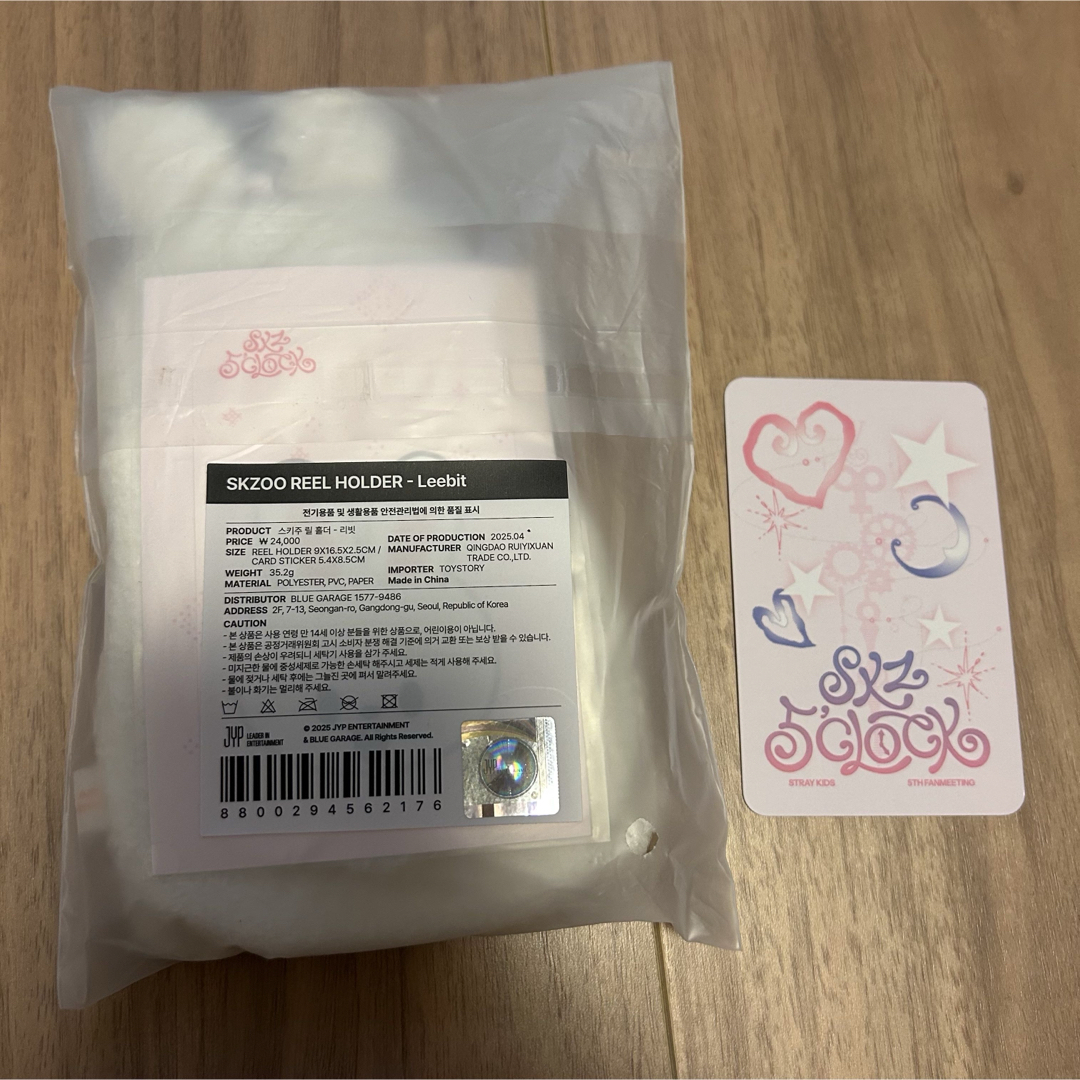 SKZ
5'CLOCK
SKZOO REEL HOLDER - Leebit
전기용품 및 생활용품 안전관리법에 의한 품질 표시
PRODUCT 스키주 릴 홀더 - 리빗
PRICE ₩ 24,000
SIZE REEL HOLDER 9X16.5X2.5CM /
CARD STICKER 5.4X8.5CM
WEIGHT 35.2g
MATERIAL POLYESTER, PVC, PAPER
DATE OF PRODUCTION 2025.04
MANUFACTURER QINGDAO RUIYIXUAN
TRADE CO.,LTD.
IMPORTER TOYSTORY
Made in China
DISTRIBUTOR BLUE GARAGE 1577-9486
ADDRESS 2F, 7-13, Seongan-ro, Gangdong-gu, Seoul, Republic of Korea
CAUTION
- 본 상품은 사용 연령 만 14세 이상 분들을 위한 상품으로, 어린이용이 아닙니다.
- 본 상품은 공정거래위원회 고시 소비자 분쟁 해결 기준에 의거 교환 또는 보상 받을 수 있습니다.
- 제품의 손상이 우려되니 세탁기 사용을 삼가 주세요.
- 미지근한 물에 중성세제로 가능한 손세탁 해주시고 세제는 적게 사용해 주세요.
- 물에 젖거나 세탁 후에는 그늘진 곳에 펴서 말려주세요.
- 불이나 화기는 멀리해 주세요.
JYP LEADER IN
ENTERTAINMENT
© 2025 JYP ENTERTAINMENT
& BLUE GARAGE. All Rights Reserved.
8800294562176
SKZ
5'CLOCK
STRAY KIDS 5TH FANMEETING